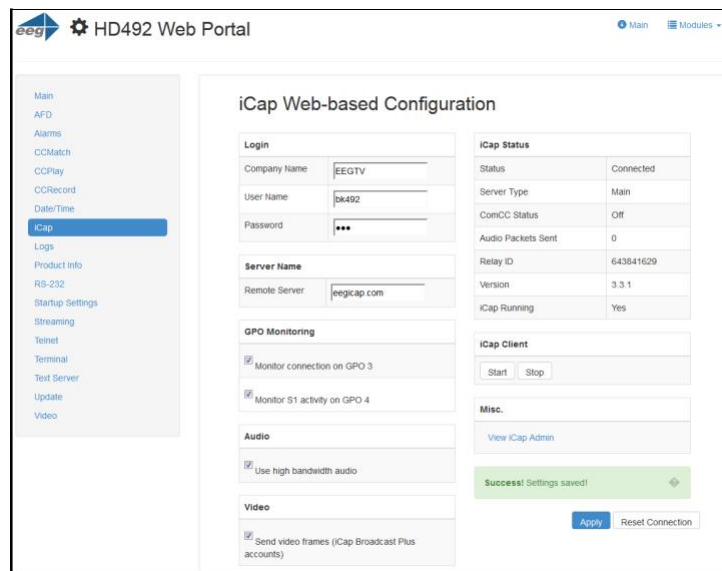 eeg HD492 Web Portal
Main Modules
Main
AFD
Alarms
CCMatch
CCPlay
CCRecord
Date/Time
iCap
Logs
Product Info
RS-232
Startup Settings
Streaming
Telnet
Terminal
Text Server
Update
Video
iCap Web-based Configuration
Login
Company Name EEGTV
User Name bk492
Password •••
Server Name
Remote Server eegicap.com
GPO Monitoring
Monitor connection on GPO 3
Monitor S1 activity on GPO 4
Audio
Use high bandwidth audio
Video
Send video frames (iCap Broadcast Plus
accounts)
iCap Status
Status Connected
Server Type Main
ComCC Status Off
Audio Packets Sent 0
Relay ID 643841629
Version 3.3.1
iCap Running Yes
iCap Client
Start Stop
Misc.
View iCap Admin
Success! Settings saved! �
Apply Reset Connection